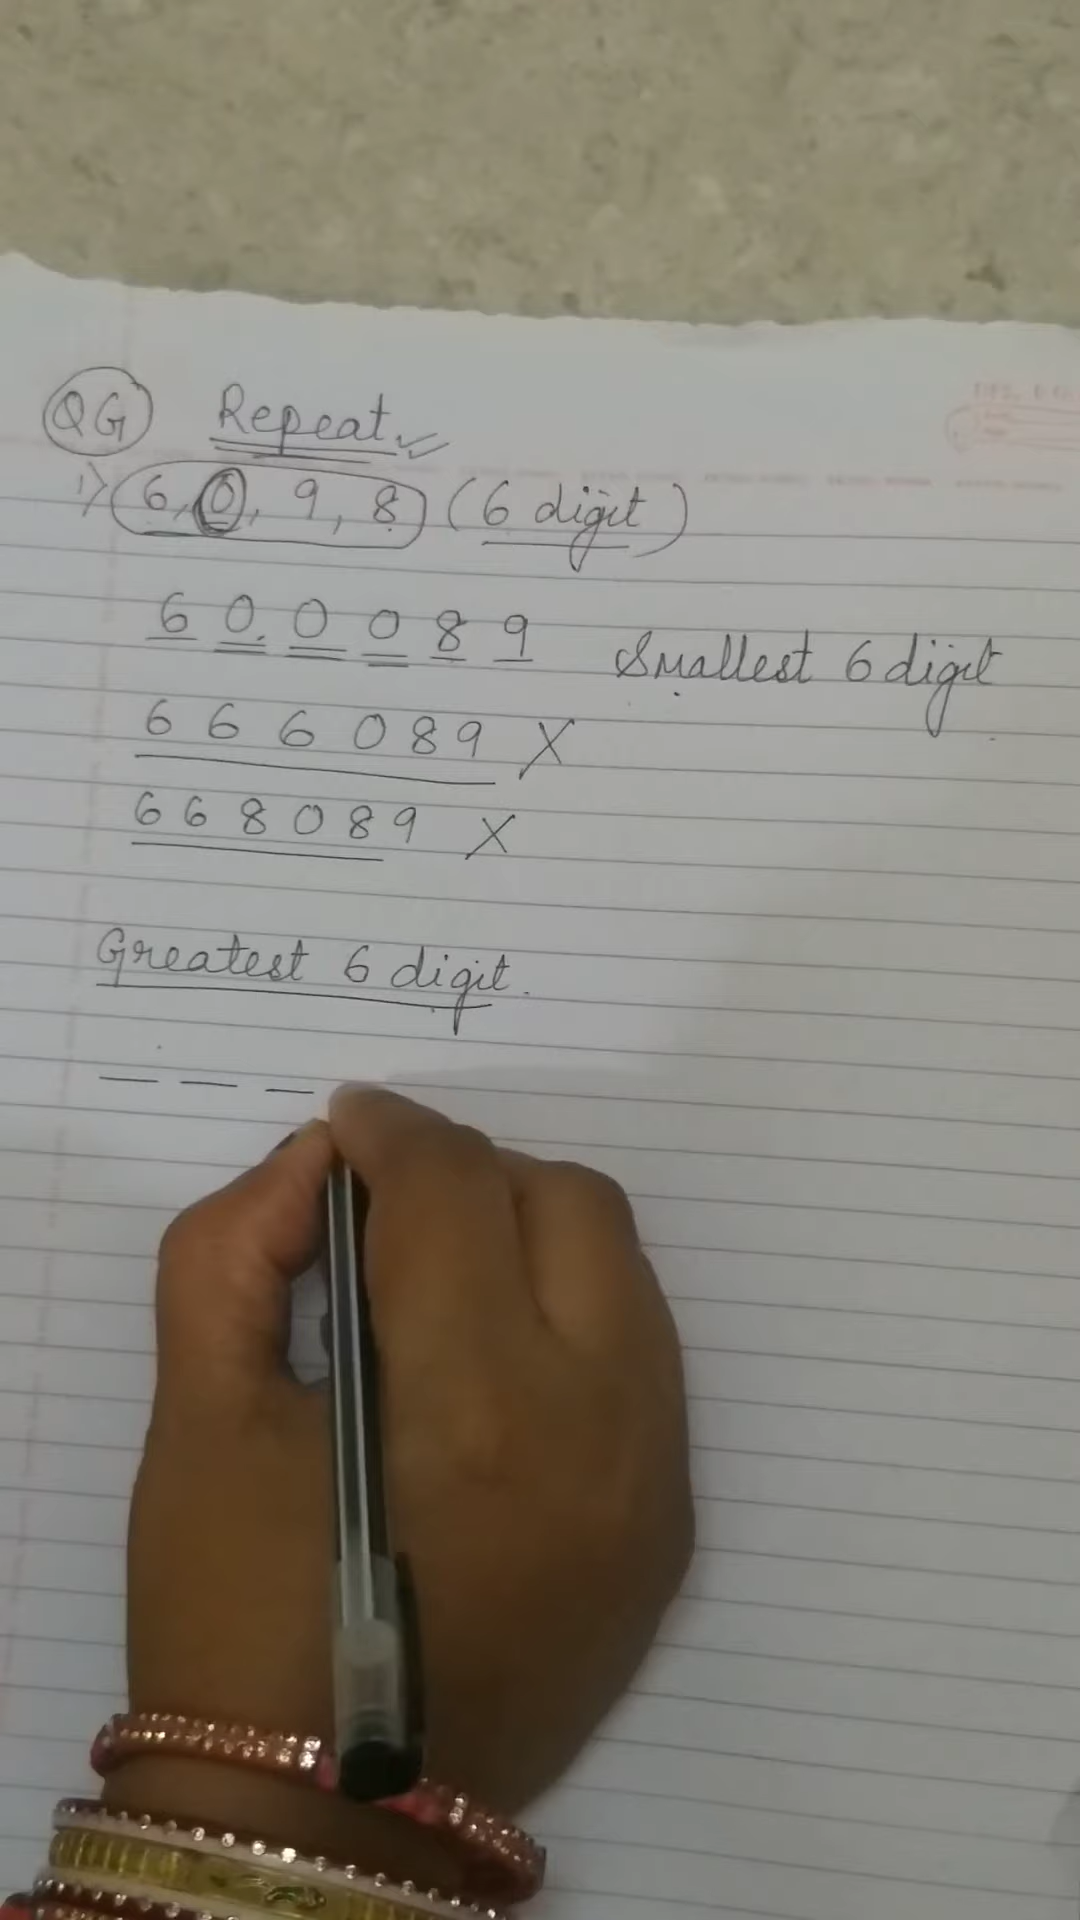 QG Repeat
1) 6, 0, 9, 8 (6 digit)
6 0 0 0 8 9 Smallest 6 digit
6 6 6 0 8 9 X
6 6 8 0 8 9 X
Greatest 6 digit.